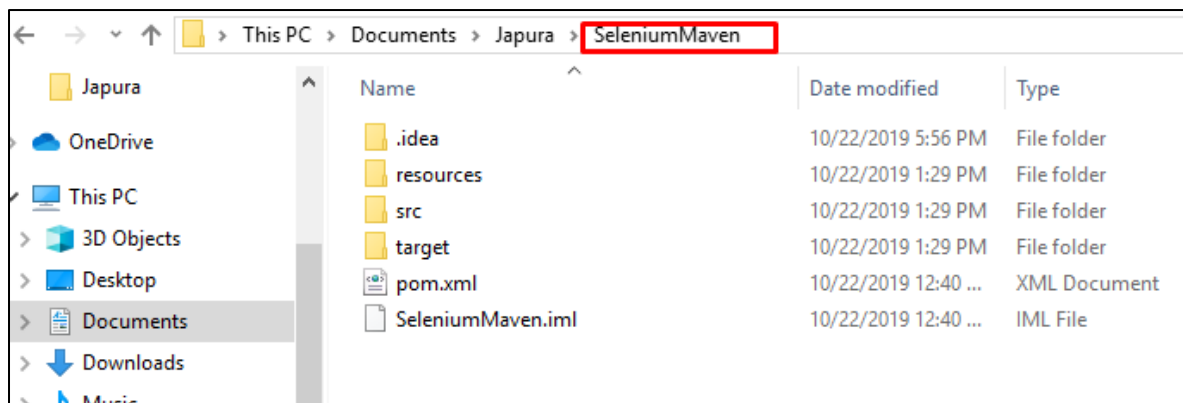 This PC > Documents > Japura > SeleniumMaven
Japura
OneDrive
This PC
3D Objects
Desktop
Documents
Downloads
Music
Name Date modified Type
.idea 10/22/2019 5:56 PM File folder
resources 10/22/2019 1:29 PM File folder
src 10/22/2019 1:29 PM File folder
target 10/22/2019 1:29 PM File folder
pom.xml 10/22/2019 12:40 ... XML Document
SeleniumMaven.iml 10/22/2019 12:40 ... IML File